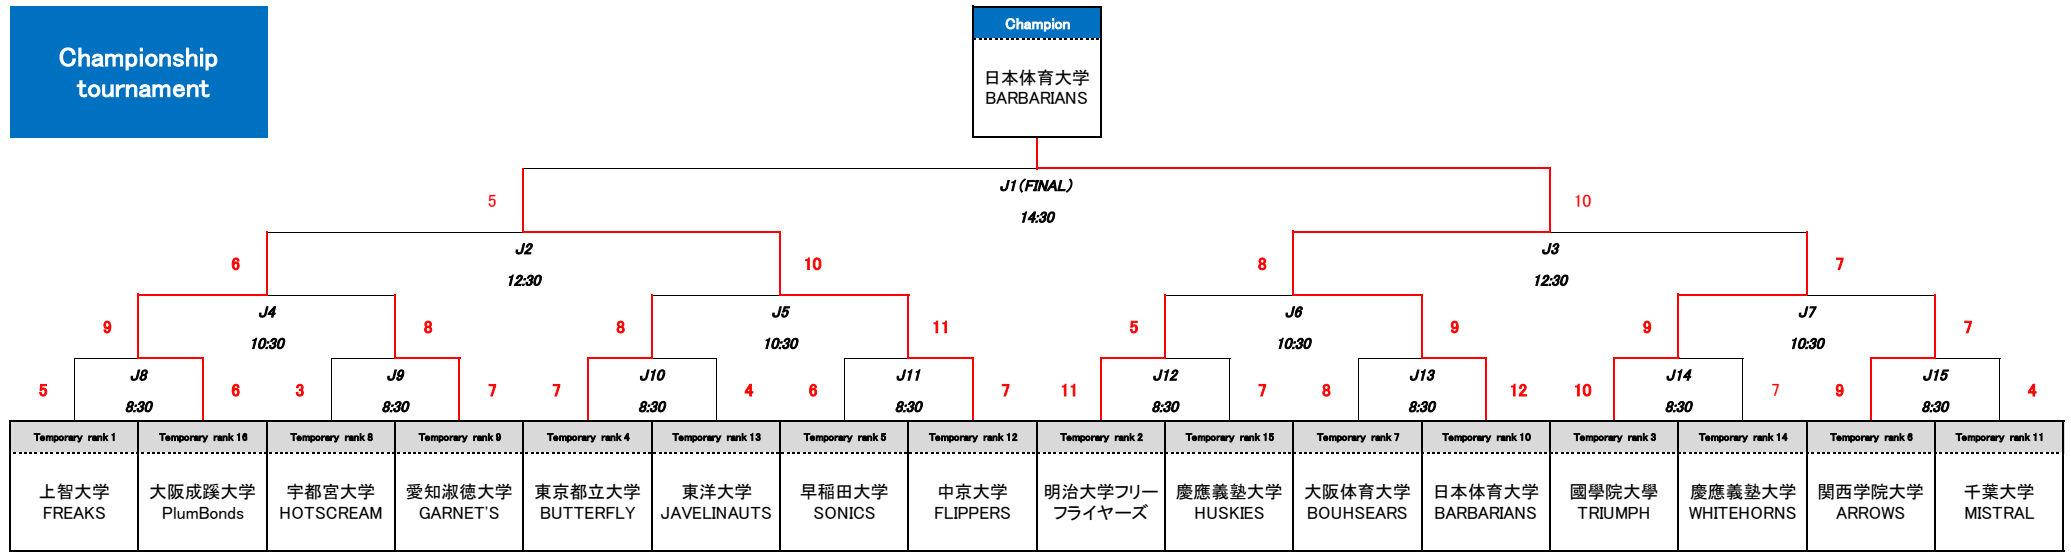 Championship
tournament
Champion
日本体育大学
BARBARIANS
J1(FINAL)
5
10
14:30
J2
J3
6
10
8
7
12:30
12:30
J4
J5
J6
J7
9
8
8
11
5
9
9
7
10:30
10:30
10:30
10:30
J8
J9
J10
J11
J12
J13
J14
J15
5
6
3
7
7
4
6
7
11
7
8
12
10
7
9
4
8:30
8:30
8:30
8:30
8:30
8:30
8:30
8:30
Temporary rank 1
Temporary rank 16
Temporary rank 8
Temporary rank 9
Temporary rank 4
Temporary rank 13
Temporary rank 5
Temporary rank 12
Temporary rank 2
Temporary rank 15
Temporary rank 7
Temporary rank 10
Temporary rank 3
Temporary rank 14
Temporary rank 6
Temporary rank 11
上智大学
FREAKS
大阪成蹊大学
PlumBonds
宇都宮大学
HOTSCREAM
愛知淑徳大学
GARNET'S
東京都立大学
BUTTERFLY
東洋大学
JAVELINAUTS
早稲田大学
SONICS
中京大学
FLIPPERS
明治大学フリー
フライヤーズ
慶應義塾大学
HUSKIES
大阪体育大学
BOUHSEARS
日本体育大学
BARBARIANS
國學院大學
TRIUMPH
慶應義塾大学
WHITEHORNS
関西学院大学
ARROWS
千葉大学
MISTRAL